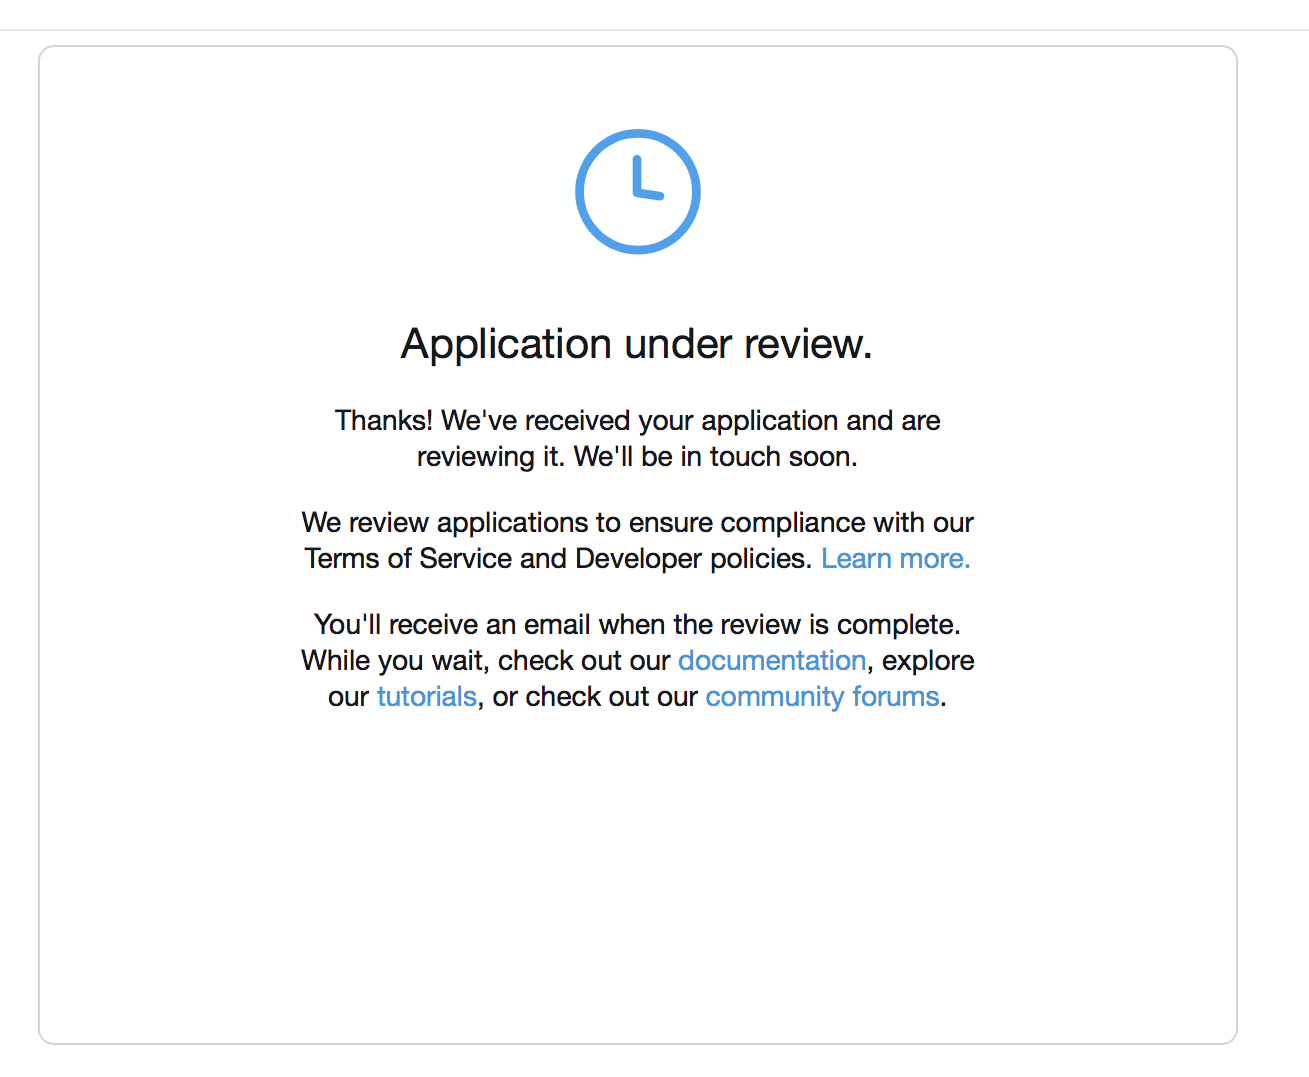 Application under review.
Thanks! We've received your application and are
reviewing it. We'll be in touch soon.
We review applications to ensure compliance with our
Terms of Service and Developer policies. Learn more.
You'll receive an email when the review is complete.
While you wait, check out our documentation, explore
our tutorials, or check out our community forums.